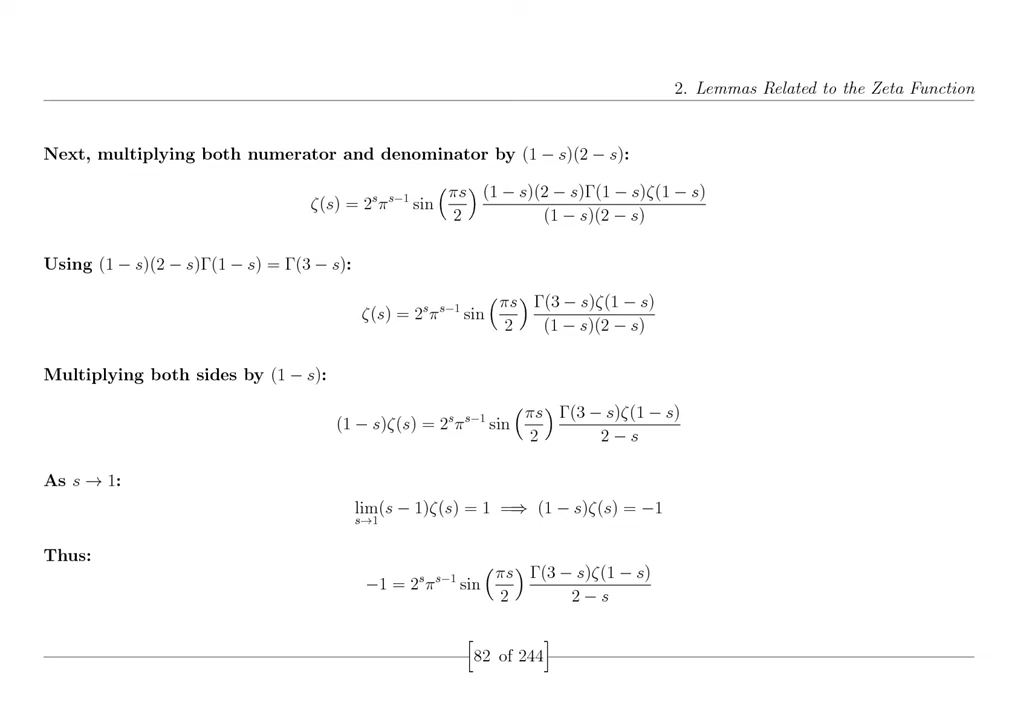 2. Lemmas Related to the Zeta Function
Next, multiplying both numerator and denominator by (1 − s)(2 − s):
ζ(s) = 2^s π^{s−1} sin (πs/2) (1 − s)(2 − s)Γ(1 − s)ζ(1 − s)/(1 − s)(2 − s)
Using (1 − s)(2 − s)Γ(1 − s) = Γ(3 − s):
ζ(s) = 2^s π^{s−1} sin (πs/2) Γ(3 − s)ζ(1 − s)/(1 − s)(2 − s)
Multiplying both sides by (1 − s):
(1 − s)ζ(s) = 2^s π^{s−1} sin (πs/2) Γ(3 − s)ζ(1 − s)/2 − s
As s → 1:
lim_{s→1}(s − 1)ζ(s) = 1 ⟹ (1 − s)ζ(s) = −1
Thus:
−1 = 2^s π^{s−1} sin (πs/2) Γ(3 − s)ζ(1 − s)/2 − s
[82 of 244]